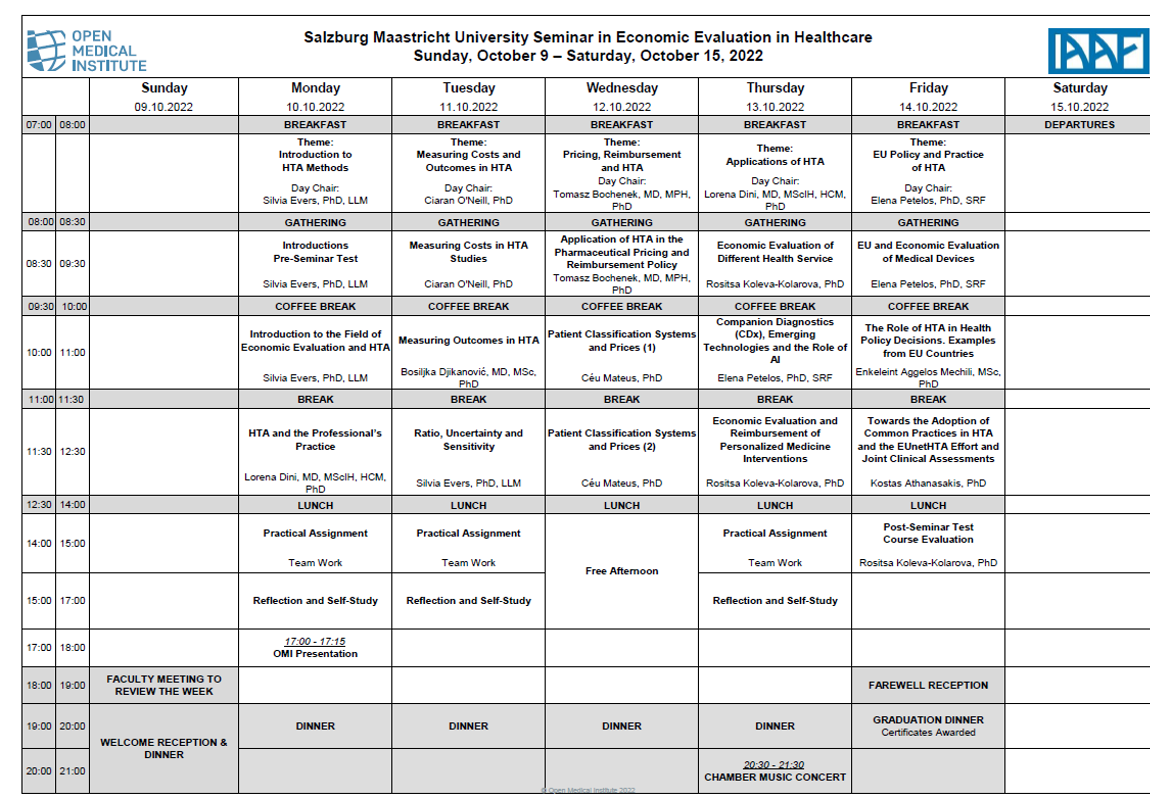 OPEN
MEDICAL
INSTITUTE
Salzburg Maastricht University Seminar in Economic Evaluation in Healthcare
Sunday, October 9 – Saturday, October 15, 2022
IAAF
Sunday Monday Tuesday Wednesday Thursday Friday Saturday
09.10.2022 10.10.2022 11.10.2022 12.10.2022 13.10.2022 14.10.2022 15.10.2022
07:00 08:00 BREAKFAST BREAKFAST BREAKFAST BREAKFAST BREAKFAST DEPARTURES
Theme:
Introduction to
HTA Methods
Day Chair:
Silvia Evers, PhD, LLM
Theme:
Measuring Costs and
Outcomes in HTA
Day Chair:
Ciaran O'Neill, PhD
Theme:
Pricing, Reimbursement
and HTA
Day Chair:
Tomasz Bochenek, MD, MPH,
PhD
Theme:
Applications of HTA
Day Chair:
Lorena Dini, MD, MScIH, HCM,
PhD
Theme:
EU Policy and Practice
of HTA
Day Chair:
Elena Petelos, PhD, SRF
08:00 08:30 GATHERING GATHERING GATHERING GATHERING GATHERING
08:30 09:30
Introductions
Pre-Seminar Test
Silvia Evers, PhD, LLM
Measuring Costs in HTA
Studies
Ciaran O'Neill, PhD
Application of HTA in the
Pharmaceutical Pricing and
Reimbursement Policy
Tomasz Bochenek, MD, MPH,
PhD
Economic Evaluation of
Different Health Service
Rositsa Koleva-Kolarova, PhD
EU and Economic Evaluation
of Medical Devices
Elena Petelos, PhD, SRF
09:30 10:00 COFFEE BREAK COFFEE BREAK COFFEE BREAK COFFEE BREAK COFFEE BREAK
10:00 11:00
Introduction to the Field of
Economic Evaluation and HTA
Silvia Evers, PhD, LLM
Measuring Outcomes in HTA
Bosiljka Djikanović, MD, MSc,
PhD
Patient Classification Systems
and Prices (1)
Céu Mateus, PhD
Companion Diagnostics
(CDx), Emerging
Technologies and the Role of
AI
Elena Petelos, PhD, SRF
The Role of HTA in Health
Policy Decisions. Examples
from EU Countries
Enkeleint Aggelos Mechili, MSc,
PhD
11:00 11:30 BREAK BREAK BREAK BREAK BREAK
11:30 12:30
HTA and the Professional's
Practice
Lorena Dini, MD, MScIH, HCM,
PhD
Ratio, Uncertainty and
Sensitivity
Silvia Evers, PhD, LLM
Patient Classification Systems
and Prices (2)
Céu Mateus, PhD
Economic Evaluation and
Reimbursement of
Personalized Medicine
Interventions
Rositsa Koleva-Kolarova, PhD
Towards the Adoption of
Common Practices in HTA
and the EUnetHTA Effort and
Joint Clinical Assessments
Kostas Athanasakis, PhD
12:30 14:00 LUNCH LUNCH LUNCH LUNCH LUNCH
14:00 15:00
Practical Assignment
Team Work
Practical Assignment
Team Work
Free Afternoon
Practical Assignment
Team Work
Post-Seminar Test
Course Evaluation
Rositsa Koleva-Kolarova, PhD
15:00 17:00 Reflection and Self-Study Reflection and Self-Study Reflection and Self-Study
17:00 18:00
17:00 - 17:15
OMI Presentation
18:00 19:00
FACULTY MEETING TO
REVIEW THE WEEK
FAREWELL RECEPTION
19:00 20:00
WELCOME RECEPTION &
DINNER
DINNER DINNER DINNER DINNER
GRADUATION DINNER
Certificates Awarded
20:00 21:00
20:30 - 21:30
CHAMBER MUSIC CONCERT
© Open Medical Institute 2022